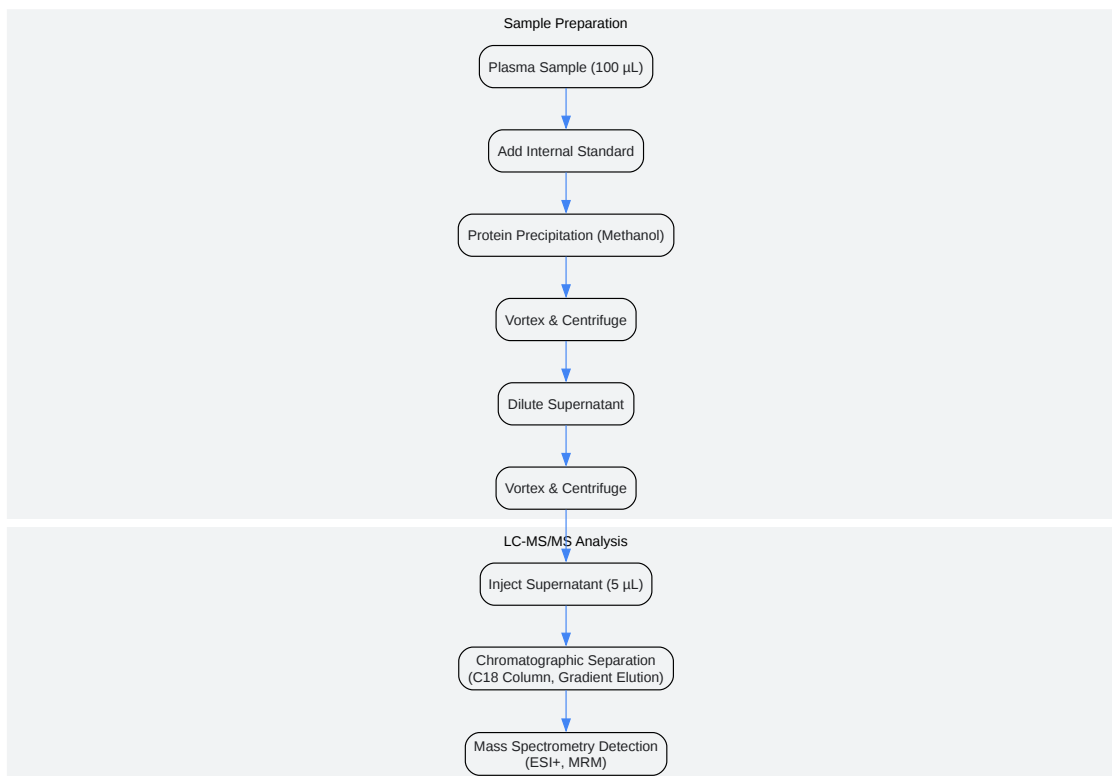 Sample Preparation
Plasma Sample (100 µL)
Add Internal Standard
Protein Precipitation (Methanol)
Vortex & Centrifuge
Dilute Supernatant
Vortex & Centrifuge
LC-MS/MS Analysis
Inject Supernatant (5 µL)
Chromatographic Separation
(C18 Column, Gradient Elution)
Mass Spectrometry Detection
(ESI+, MRM)